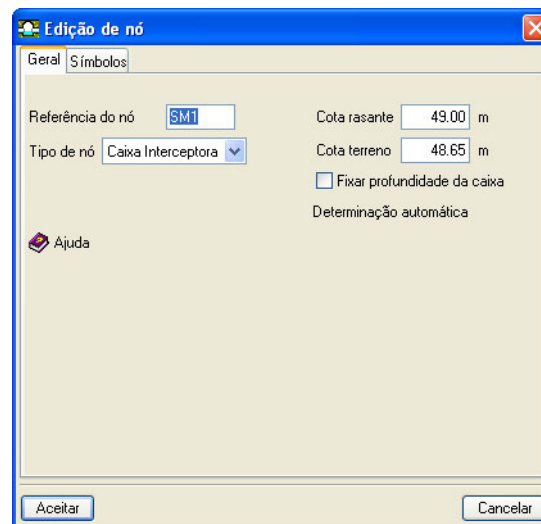 Edição de nó
Geral Símbolos
Referência do nó SM1 Cota rasante 49.00 m
Tipo de nó Caixa Interceptora Cota terreno 48.65 m
Fixar profundidade da caixa
Determinação automática
Ajuda
Aceitar Cancelar